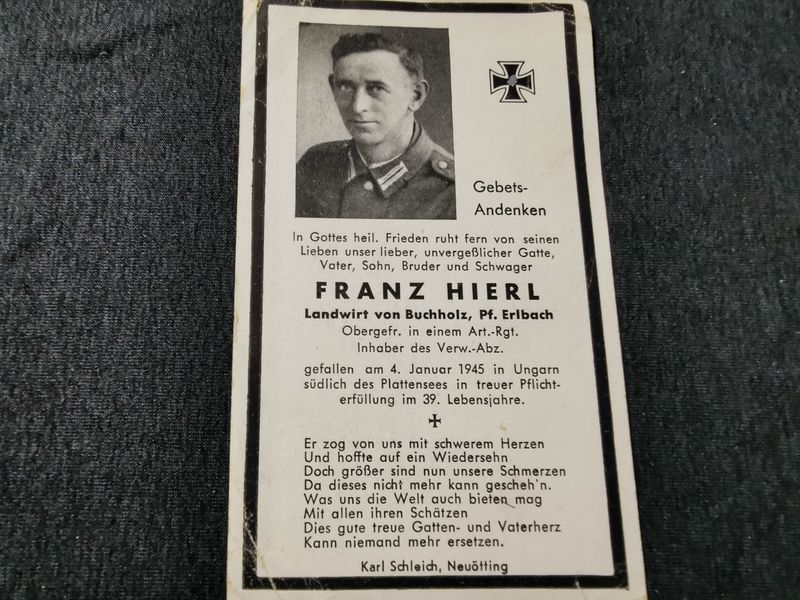 Gebets-
Andenken
In Gottes heil. Frieden ruht fern von seinen
Lieben unser lieber, unvergeßlicher Gatte,
Vater, Sohn, Bruder und Schwager
FRANZ HIERL
Landwirt von Buchholz, Pf. Erlbach
Obergefr. in einem Art.-Rgt.
Inhaber des Verw.-Abz.
gefallen am 4. Januar 1945 in Ungarn
südlich des Plattensees in treuer Pflicht-
erfüllung im 39. Lebensjahre.
Er zog von uns mit schwerem Herzen
Und hoffte auf ein Wiedersehn
Doch größer sind nun unsere Schmerzen
Da dieses nicht mehr kann gescheh'n.
Was uns die Welt auch bieten mag
Mit allen ihren Schätzen
Dies gute treue Gatten- und Vaterherz
Kann niemand mehr ersetzen.
Karl Schleich, Neuötting